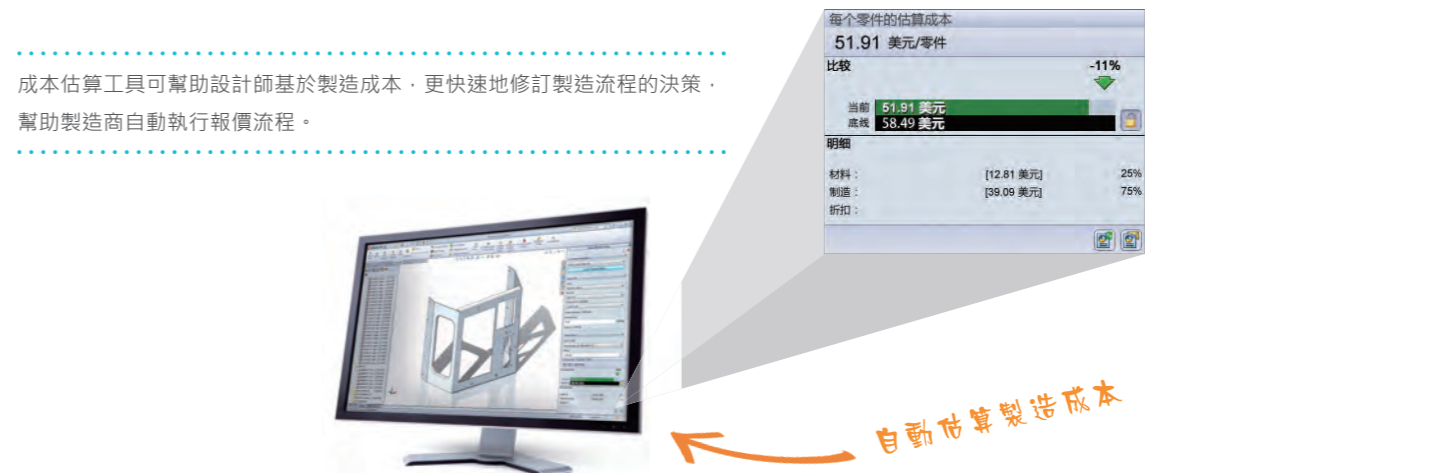 成本估算工具可幫助設計師基於製造成本，更快速地修訂製造流程的決策，
幫助製造商自動執行報價流程。
每个零件的估算成本
51.91 美元/零件
比较 -11%
当前 51.91 美元
底线 58.49 美元
明细
材料： [12.81 美元] 25%
制造： [39.09 美元] 75%
折扣：
自動估算製造成本